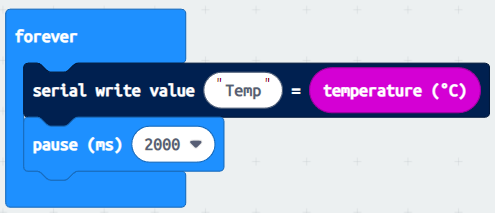 forever
serial write value "Temp" = temperature (°C)
pause (ms) 2000